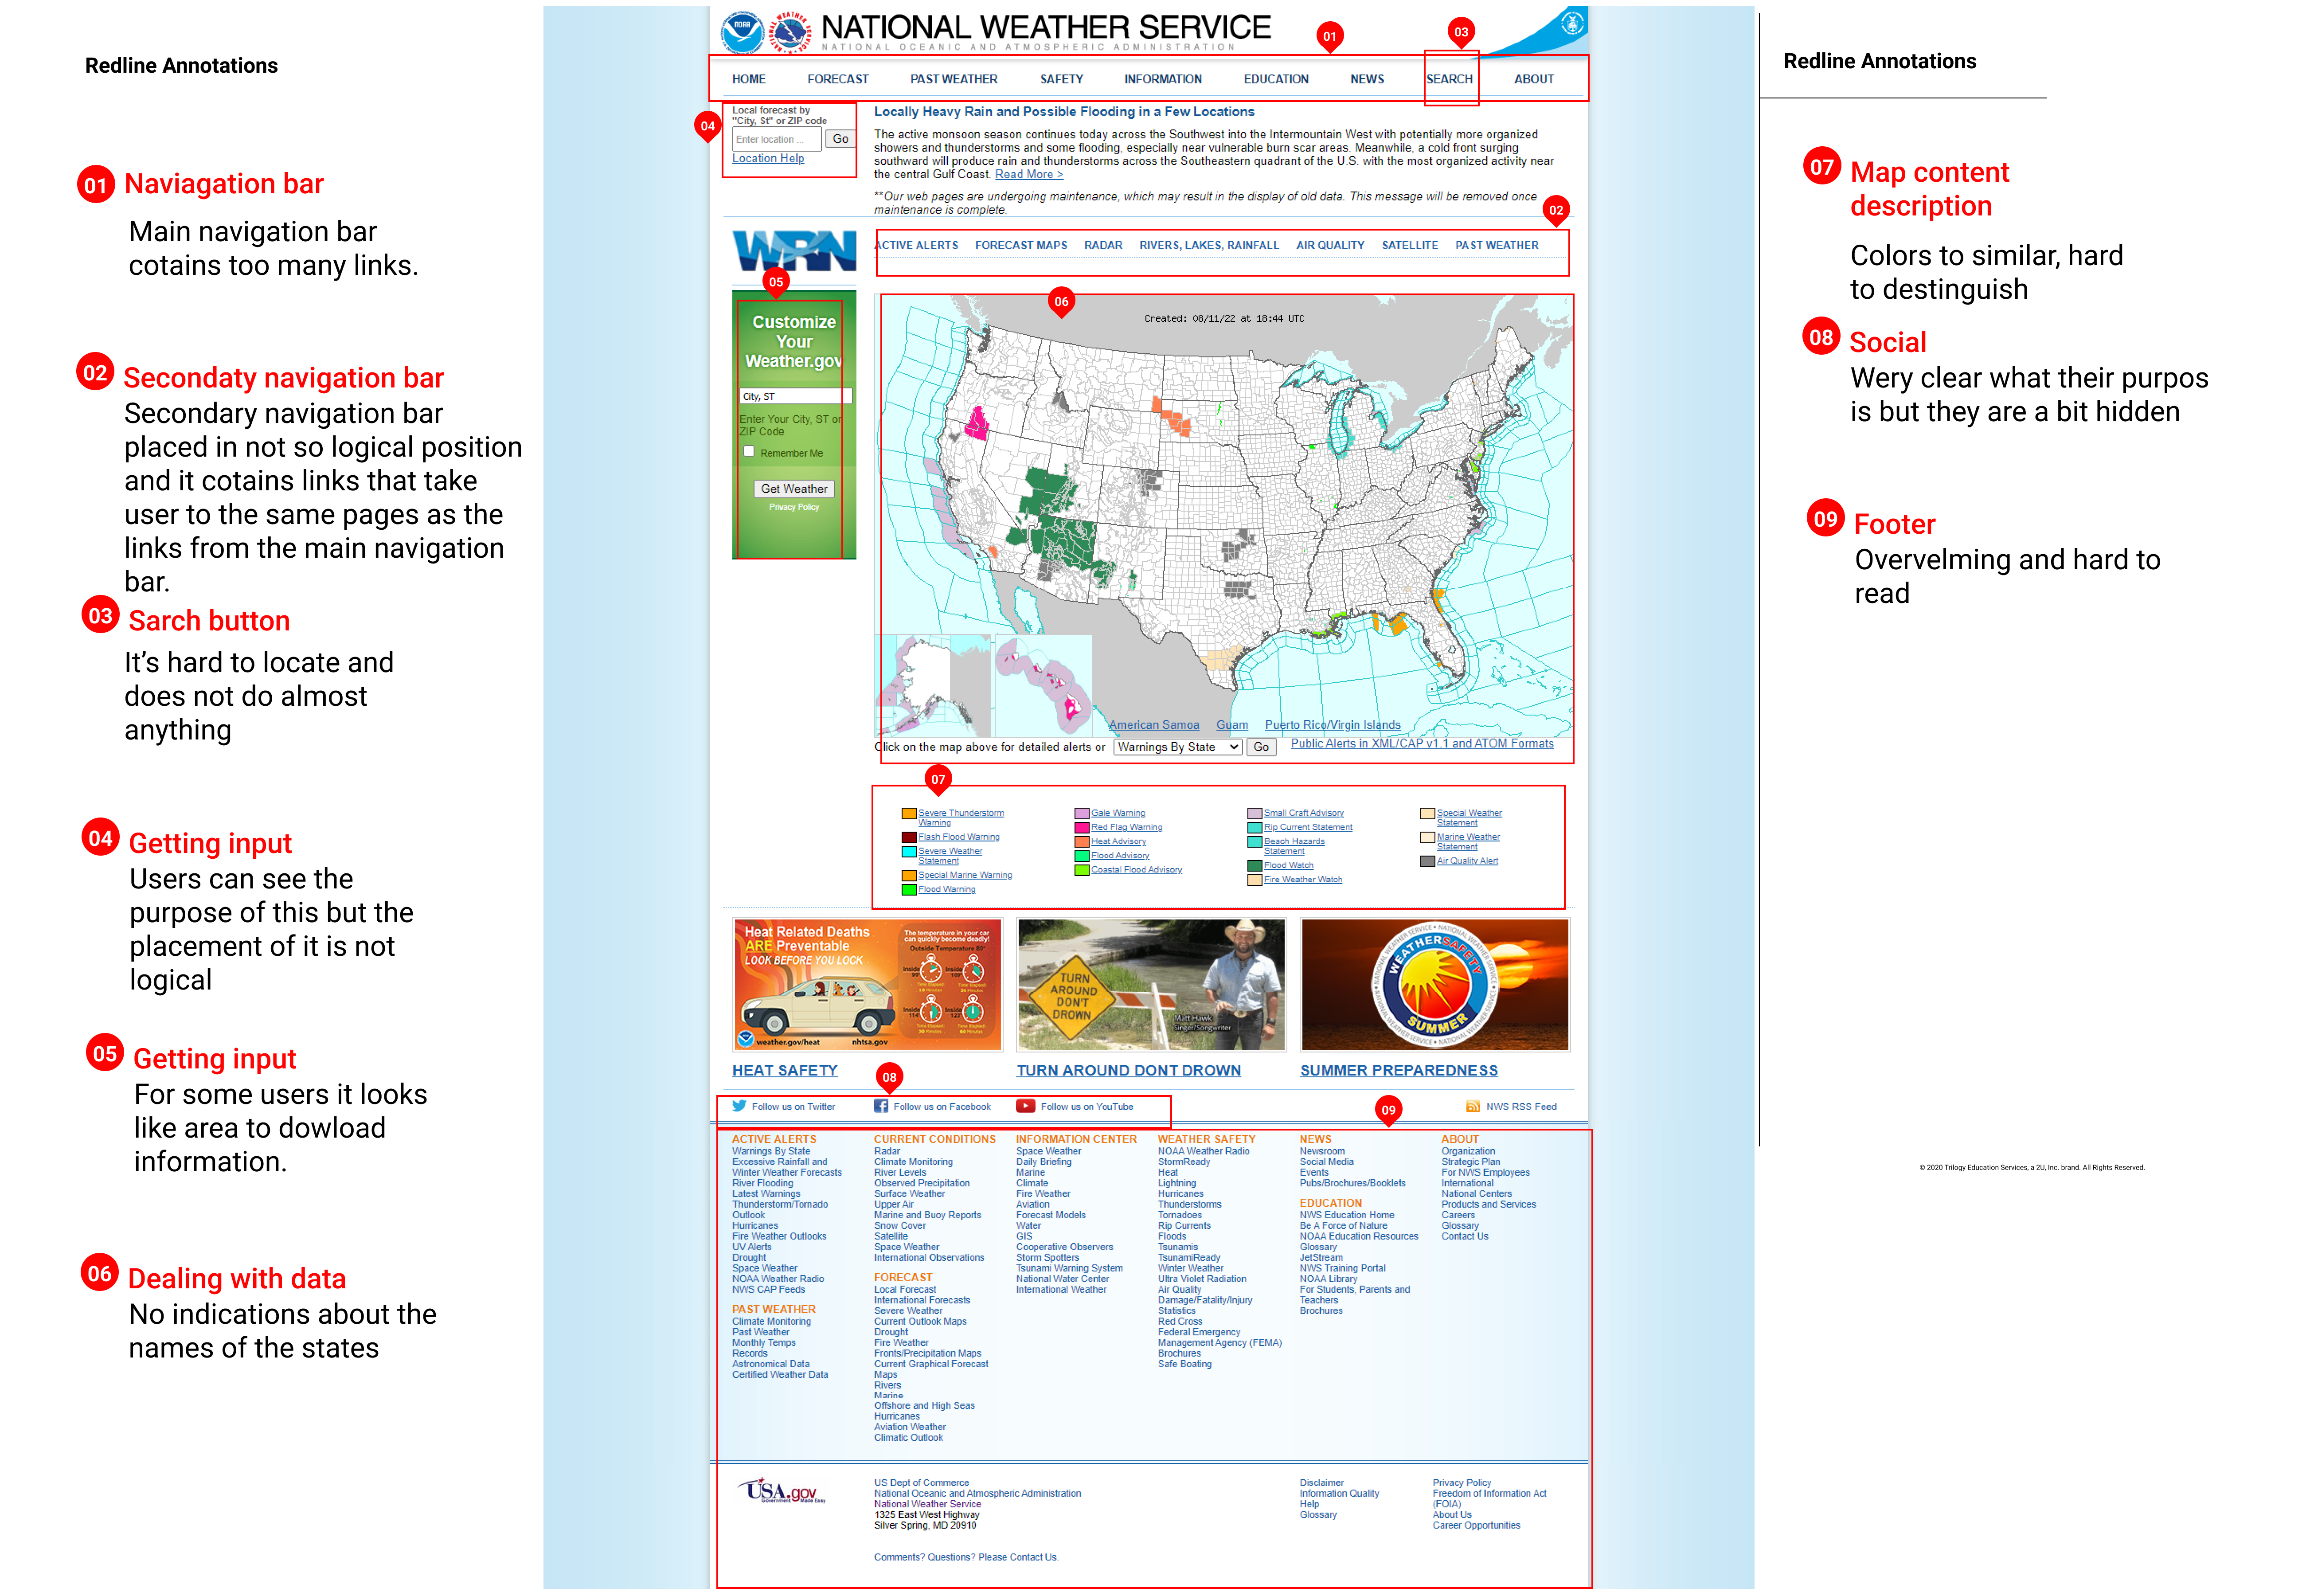 Redline Annotations
01 Naviagation bar
Main navigation bar
cotains too many links.
02 Secondaty navigation bar
Secondary navigation bar
placed in not so logical position
and it cotains links that take
user to the same pages as the
links from the main navigation
bar.
03 Sarch button
It's hard to locate and
does not do almost
anything
04 Getting input
Users can see the
purpose of this but the
placement of it is not
logical
05 Getting input
For some users it looks
like area to dowload
information.
06 Dealing with data
No indications about the
names of the states
NOAA
NATIONAL WEATHER SERVICE
NATIONAL OCEANIC AND ATMOSPHERIC ADMINISTRATION
01
03
HOME FORECAST PAST WEATHER SAFETY INFORMATION EDUCATION NEWS SEARCH ABOUT
04
Local forecast by
"City, St" or ZIP code
Enter location ... Go
Location Help
Locally Heavy Rain and Possible Flooding in a Few Locations
The active monsoon season continues today across the Southwest into the Intermountain West with potentially more organized
showers and thunderstorms and some flooding, especially near vulnerable burn scar areas. Meanwhile, a cold front surging
southward will produce rain and thunderstorms across the Southeastern quadrant of the U.S. with the most organized activity near
the central Gulf Coast. Read More >
**Our web pages are undergoing maintenance, which may result in the display of old data. This message will be removed once
maintenance is complete.
02
WRN
ACTIVE ALERTS FORECAST MAPS RADAR RIVERS, LAKES, RAINFALL AIR QUALITY SATELLITE PAST WEATHER
05
Customize
Your
Weather.gov
City, ST
Enter Your City, ST or
ZIP Code
Remember Me
Get Weather
Privacy Policy
06
Created: 08/11/22 at 18:44 UTC
American Samoa Guam Puerto Rico/Virgin Islands
Click on the map above for detailed alerts or Warnings By State Go Public Alerts in XML/CAP v1.1 and ATOM Formats
07
Severe Thunderstorm
Warning
Flash Flood Warning
Severe Weather
Statement
Special Marine Warning
Flood Warning
Gale Warning
Red Flag Warning
Heat Advisory
Flood Advisory
Coastal Flood Advisory
Small Craft Advisory
Rip Current Statement
Beach Hazards
Statement
Flood Watch
Fire Weather Watch
Special Weather
Statement
Marine Weather
Statement
Air Quality Alert
Heat Related Deaths
ARE Preventable
LOOK BEFORE YOU LOCK
The temperature in your car
can quickly become deadly!
Outside Temperature 80°
weather.gov/heat nhtsa.gov
TURN
AROUND
DON'T
DROWN
Matt Hawk
Singer/Songwriter
WEATHER SAFETY
SUMMER
NATIONAL WEATHER SERVICE
HEAT SAFETY
TURN AROUND DONT DROWN
SUMMER PREPAREDNESS
08
Follow us on Twitter Follow us on Facebook Follow us on YouTube
09
NWS RSS Feed
ACTIVE ALERTS
Warnings By State
Excessive Rainfall and
Winter Weather Forecasts
River Flooding
Latest Warnings
Thunderstorm/Tornado
Outlook
Hurricanes
Fire Weather Outlooks
UV Alerts
Drought
Space Weather
NOAA Weather Radio
NWS CAP Feeds
PAST WEATHER
Climate Monitoring
Past Weather
Monthly Temps
Records
Astronomical Data
Certified Weather Data
CURRENT CONDITIONS
Radar
Climate Monitoring
River Levels
Observed Precipitation
Surface Weather
Upper Air
Marine and Buoy Reports
Snow Cover
Satellite
Space Weather
International Observations
FORECAST
Local Forecast
International Forecasts
Severe Weather
Current Outlook Maps
Drought
Fire Weather
Fronts/Precipitation Maps
Current Graphical Forecast
Maps
Rivers
Marine
Offshore and High Seas
Hurricanes
Aviation Weather
Climatic Outlook
INFORMATION CENTER
Space Weather
Daily Briefing
Marine
Climate
Fire Weather
Aviation
Forecast Models
Water
GIS
Cooperative Observers
Storm Spotters
Tsunami Warning System
National Water Center
International Weather
WEATHER SAFETY
NOAA Weather Radio
StormReady
Heat
Lightning
Hurricanes
Thunderstorms
Tornadoes
Rip Currents
Floods
Tsunamis
TsunamiReady
Winter Weather
Ultra Violet Radiation
Air Quality
Damage/Fatality/Injury
Statistics
Red Cross
Federal Emergency
Management Agency (FEMA)
Brochures
Safe Boating
NEWS
Newsroom
Social Media
Events
Pubs/Brochures/Booklets
EDUCATION
NWS Education Home
Be A Force of Nature
NOAA Education Resources
Glossary
JetStream
NWS Training Portal
NOAA Library
For Students, Parents and
Teachers
Brochures
ABOUT
Organization
Strategic Plan
For NWS Employees
International
National Centers
Products and Services
Careers
Glossary
Contact Us
USA.gov
Government Made Easy
US Dept of Commerce
National Oceanic and Atmospheric Administration
National Weather Service
1325 East West Highway
Silver Spring, MD 20910
Comments? Questions? Please Contact Us.
Disclaimer
Information Quality
Help
Glossary
Privacy Policy
Freedom of Information Act
(FOIA)
About Us
Career Opportunities
Redline Annotations
07 Map content
description
Colors to similar, hard
to destinguish
08 Social
Wery clear what their purpos
is but they are a bit hidden
09 Footer
Overvelming and hard to
read
© 2020 Trilogy Education Services, a 2U, Inc. brand. All Rights Reserved.